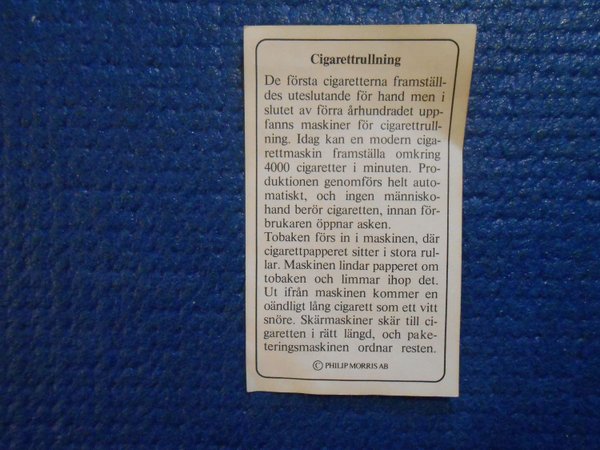 Cigarettrullning
De första cigaretterna framställ-
des uteslutande för hand men i
slutet av förra århundradet upp-
fanns maskiner för cigarettrull-
ning. Idag kan en modern ciga-
rettmaskin framställa omkring
4000 cigaretter i minuten. Pro-
duktionen genomförs helt auto-
matiskt, och ingen människo-
hand berör cigaretten, innan för-
brukaren öppnar asken.
Tobaken förs in i maskinen, där
cigarettpapperet sitter i stora rul-
lar. Maskinen lindar papperet om
tobaken och limmar ihop det.
Ut ifrån maskinen kommer en
oändligt lång cigarett som ett vitt
snöre. Skärmaskiner skär till ci-
garetten i rätt längd, och pake-
teringsmaskinen ordnar resten.
© PHILIP MORRIS AB